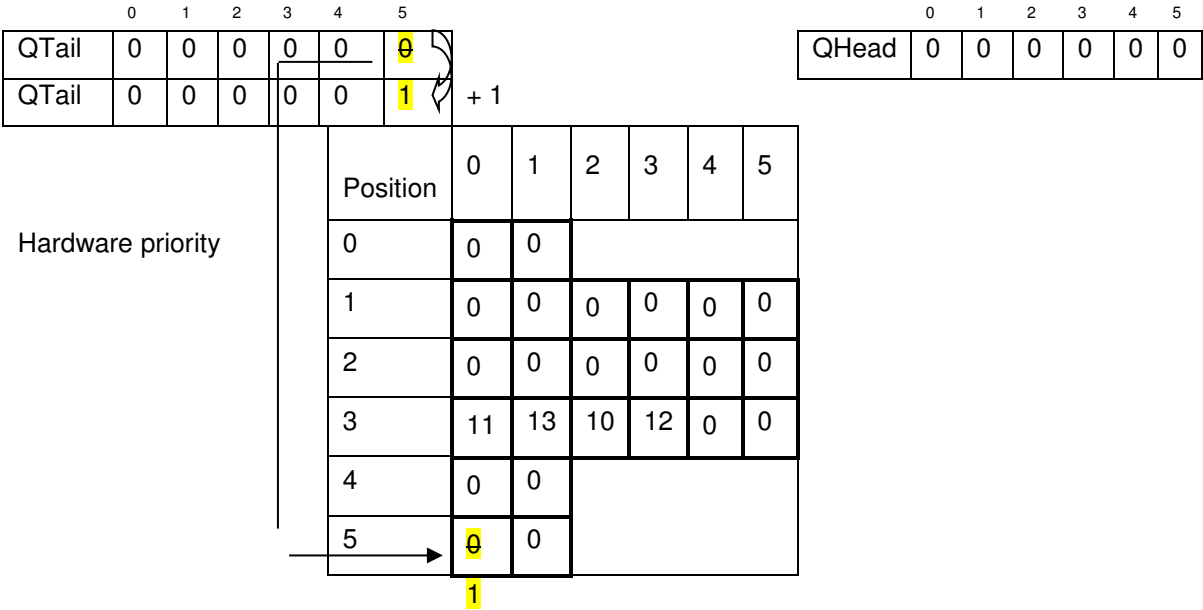 0 1 2 3 4 5
QTail 0 0 0 0 0 0
QTail 0 0 0 0 0 1 + 1
0 1 2 3 4 5
QHead 0 0 0 0 0 0
Position 0 1 2 3 4 5
Hardware priority
0 0 0
1 0 0 0 0 0 0
2 0 0 0 0 0 0
3 11 13 10 12 0 0
4 0 0
5 0 0
1